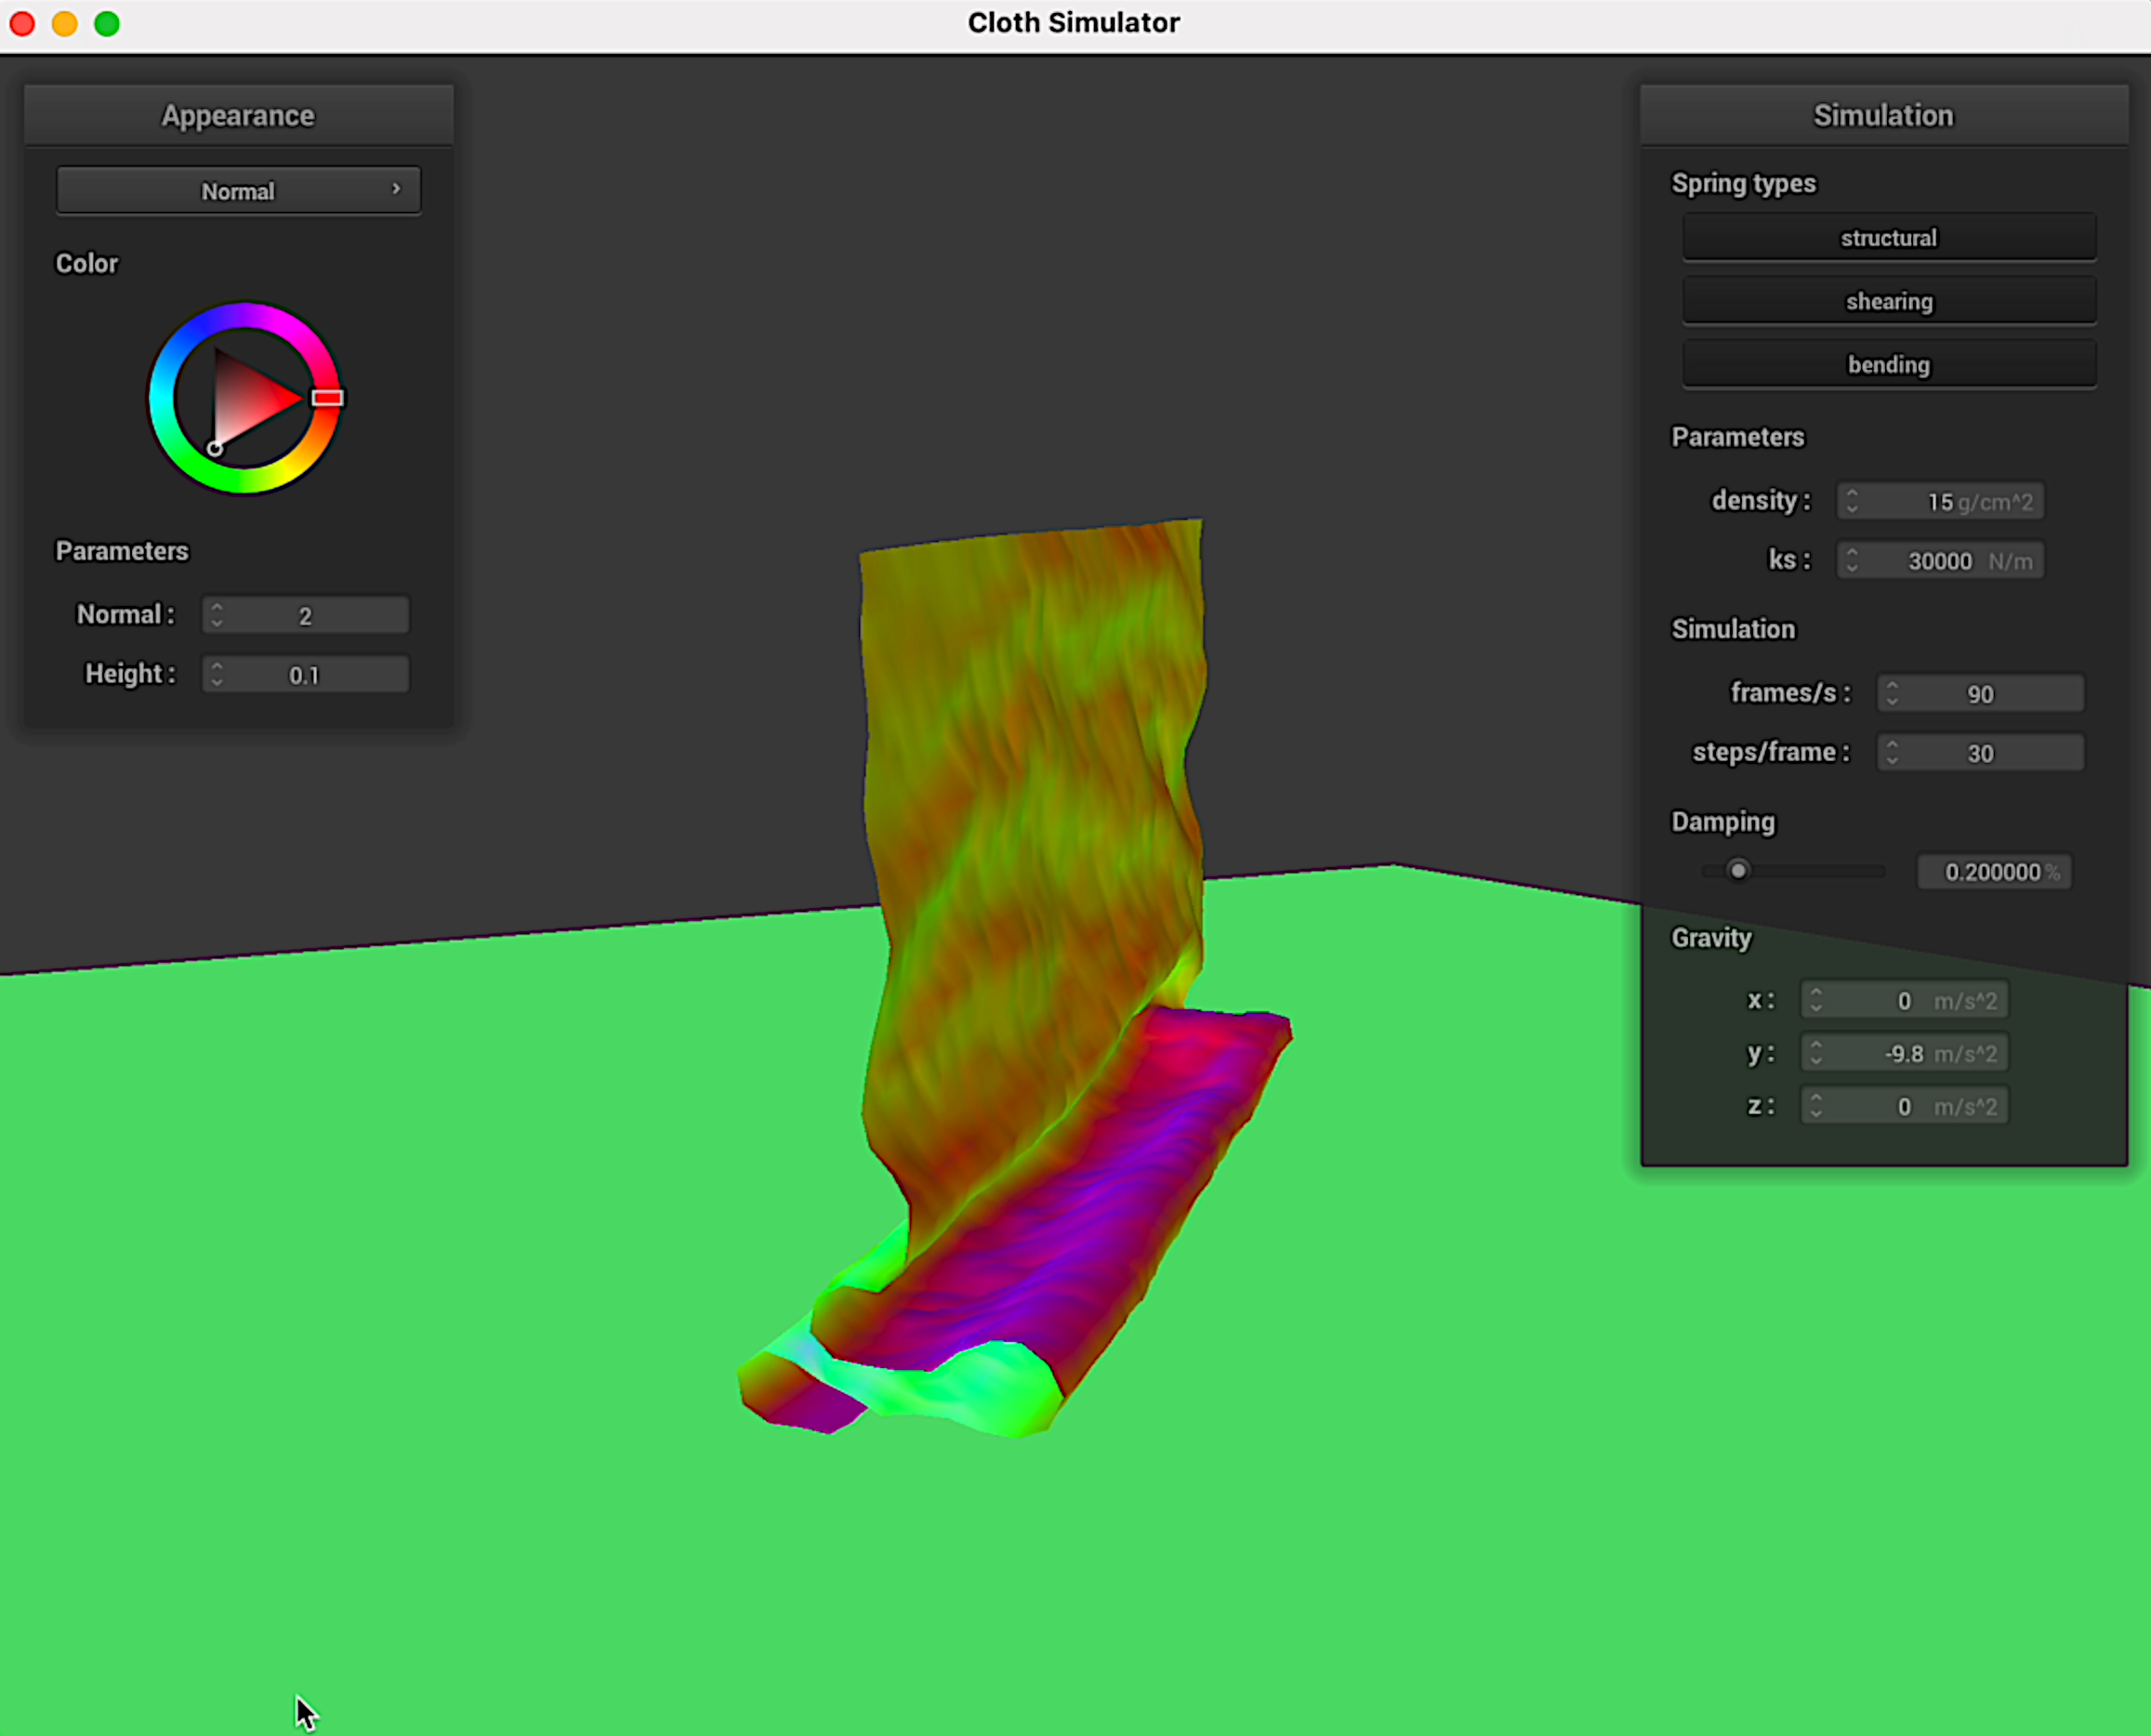 Cloth Simulator
Appearance
Normal
Color
Parameters
Normal : 2
Height : 0.1
Simulation
Spring types
structural
shearing
bending
Parameters
density : 15 g/cm^2
ks : 30000 N/m
Simulation
frames/s : 90
steps/frame : 30
Damping
0.200000 %
Gravity
x : 0 m/s^2
y : -9.8 m/s^2
z : 0 m/s^2